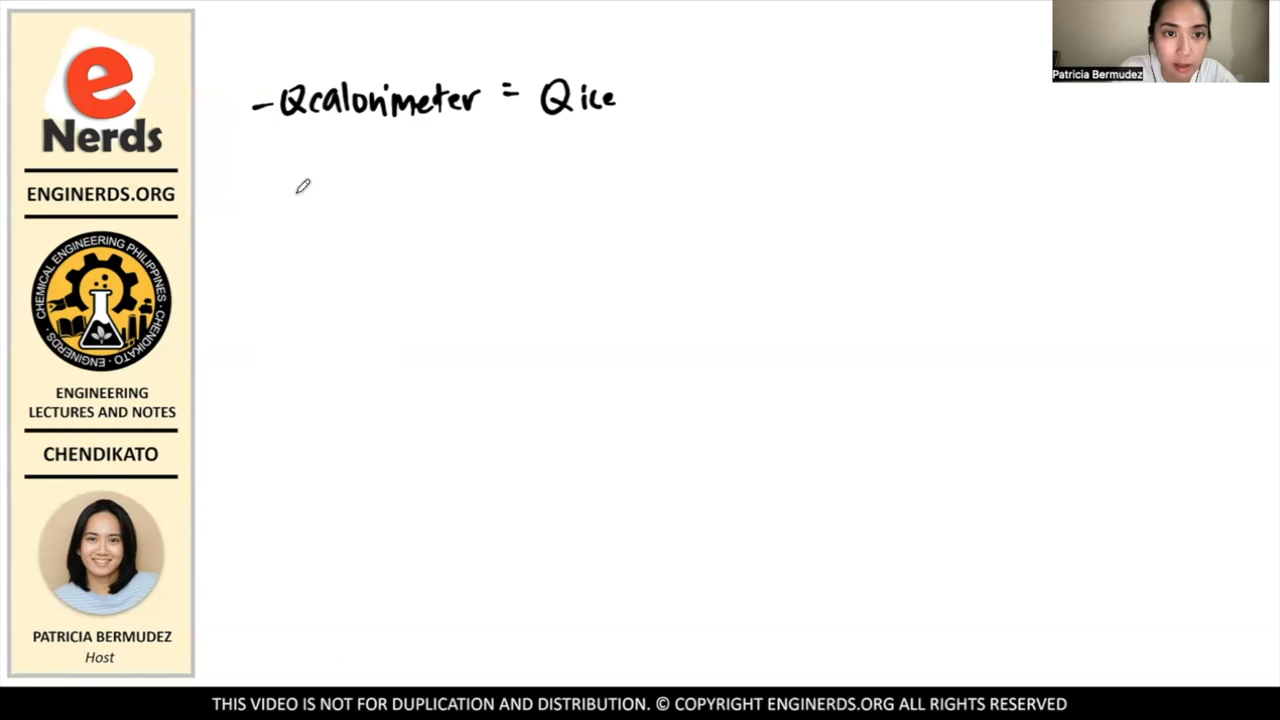 e
Nerds
ENGINERDS.ORG
CHEMICAL ENGINEERING PHILIPPINES · CHENDIKATO · ENGINERDS ·
ENGINEERING
LECTURES AND NOTES
CHENDIKATO
PATRICIA BERMUDEZ
Host
- Qcalorimeter = Qice
Patricia Bermudez
THIS VIDEO IS NOT FOR DUPLICATION AND DISTRIBUTION. © COPYRIGHT ENGINERDS.ORG ALL RIGHTS RESERVED